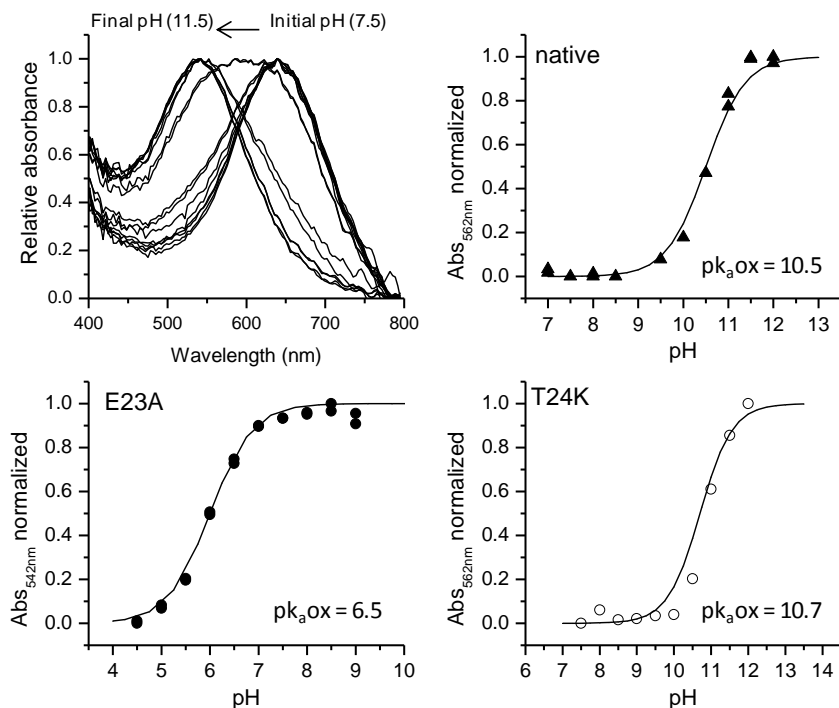 Final pH (11.5) ← Initial pH (7.5)
1.0
0.8
0.6
0.4
0.2
0.0
Relative absorbance
400 500 600 700 800
Wavelength (nm)
native
1.0
0.8
0.6
0.4
0.2
0.0
Abs562nm normalized
pkaox = 10.5
7 8 9 10 11 12 13
pH
E23A
1.0
0.8
0.6
0.4
0.2
0.0
Abs542nm normalized
pkaox = 6.5
4 5 6 7 8 9 10
pH
T24K
1.0
0.8
0.6
0.4
0.2
0.0
Abs562nm normalized
pkaox = 10.7
6 7 8 9 10 11 12 13 14
pH